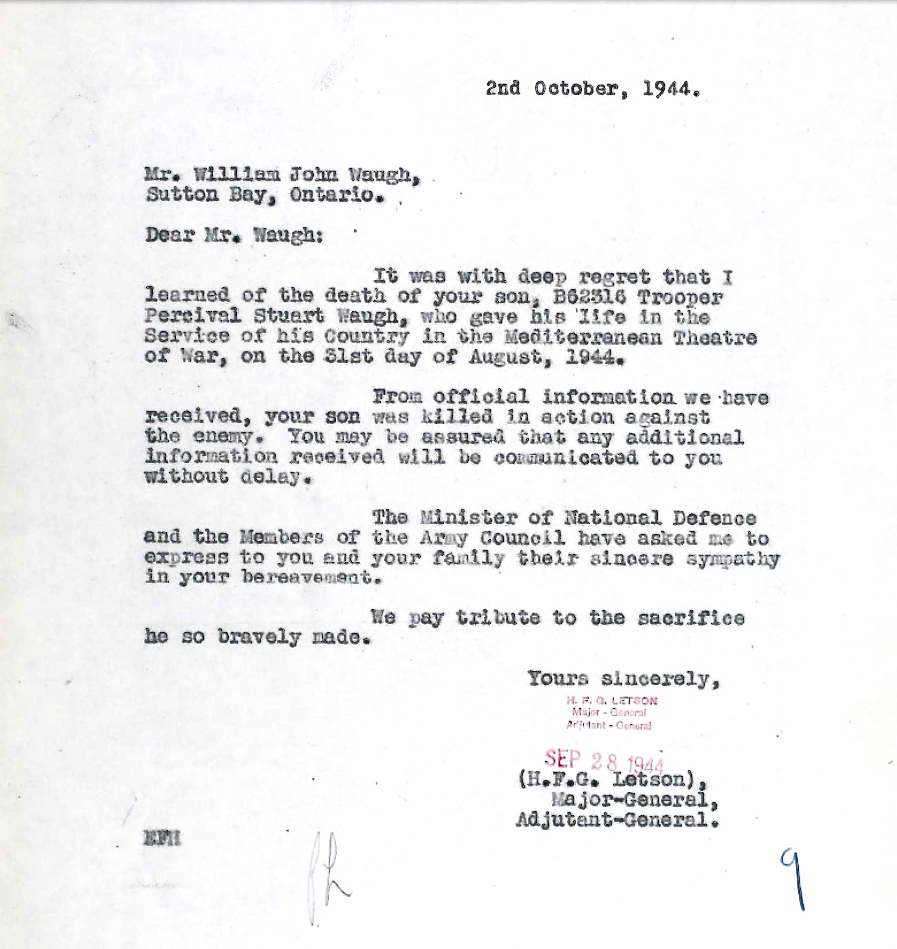 2nd October, 1944.
Mr. William John Waugh,
Sutton Bay, Ontario.
Dear Mr. Waugh:
It was with deep regret that I
learned of the death of your son, B62316 Trooper
Percival Stuart Waugh, who gave his life in the
Service of his Country in the Mediterranean Theatre
of War, on the 31st day of August, 1944.
From official information we have
received, your son was killed in action against
the enemy. You may be assured that any additional
information received will be communicated to you
without delay.
The Minister of National Defence
and the Members of the Army Council have asked me to
express to you and your family their sincere sympathy
in your bereavement.
We pay tribute to the sacrifice
he so bravely made.
Yours sincerely,
H. F. G. LETSON
Major - General
Adjutant - General
SEP 28 1944
(H.F.G. Letson),
Major-General,
Adjutant-General.
EFH
9